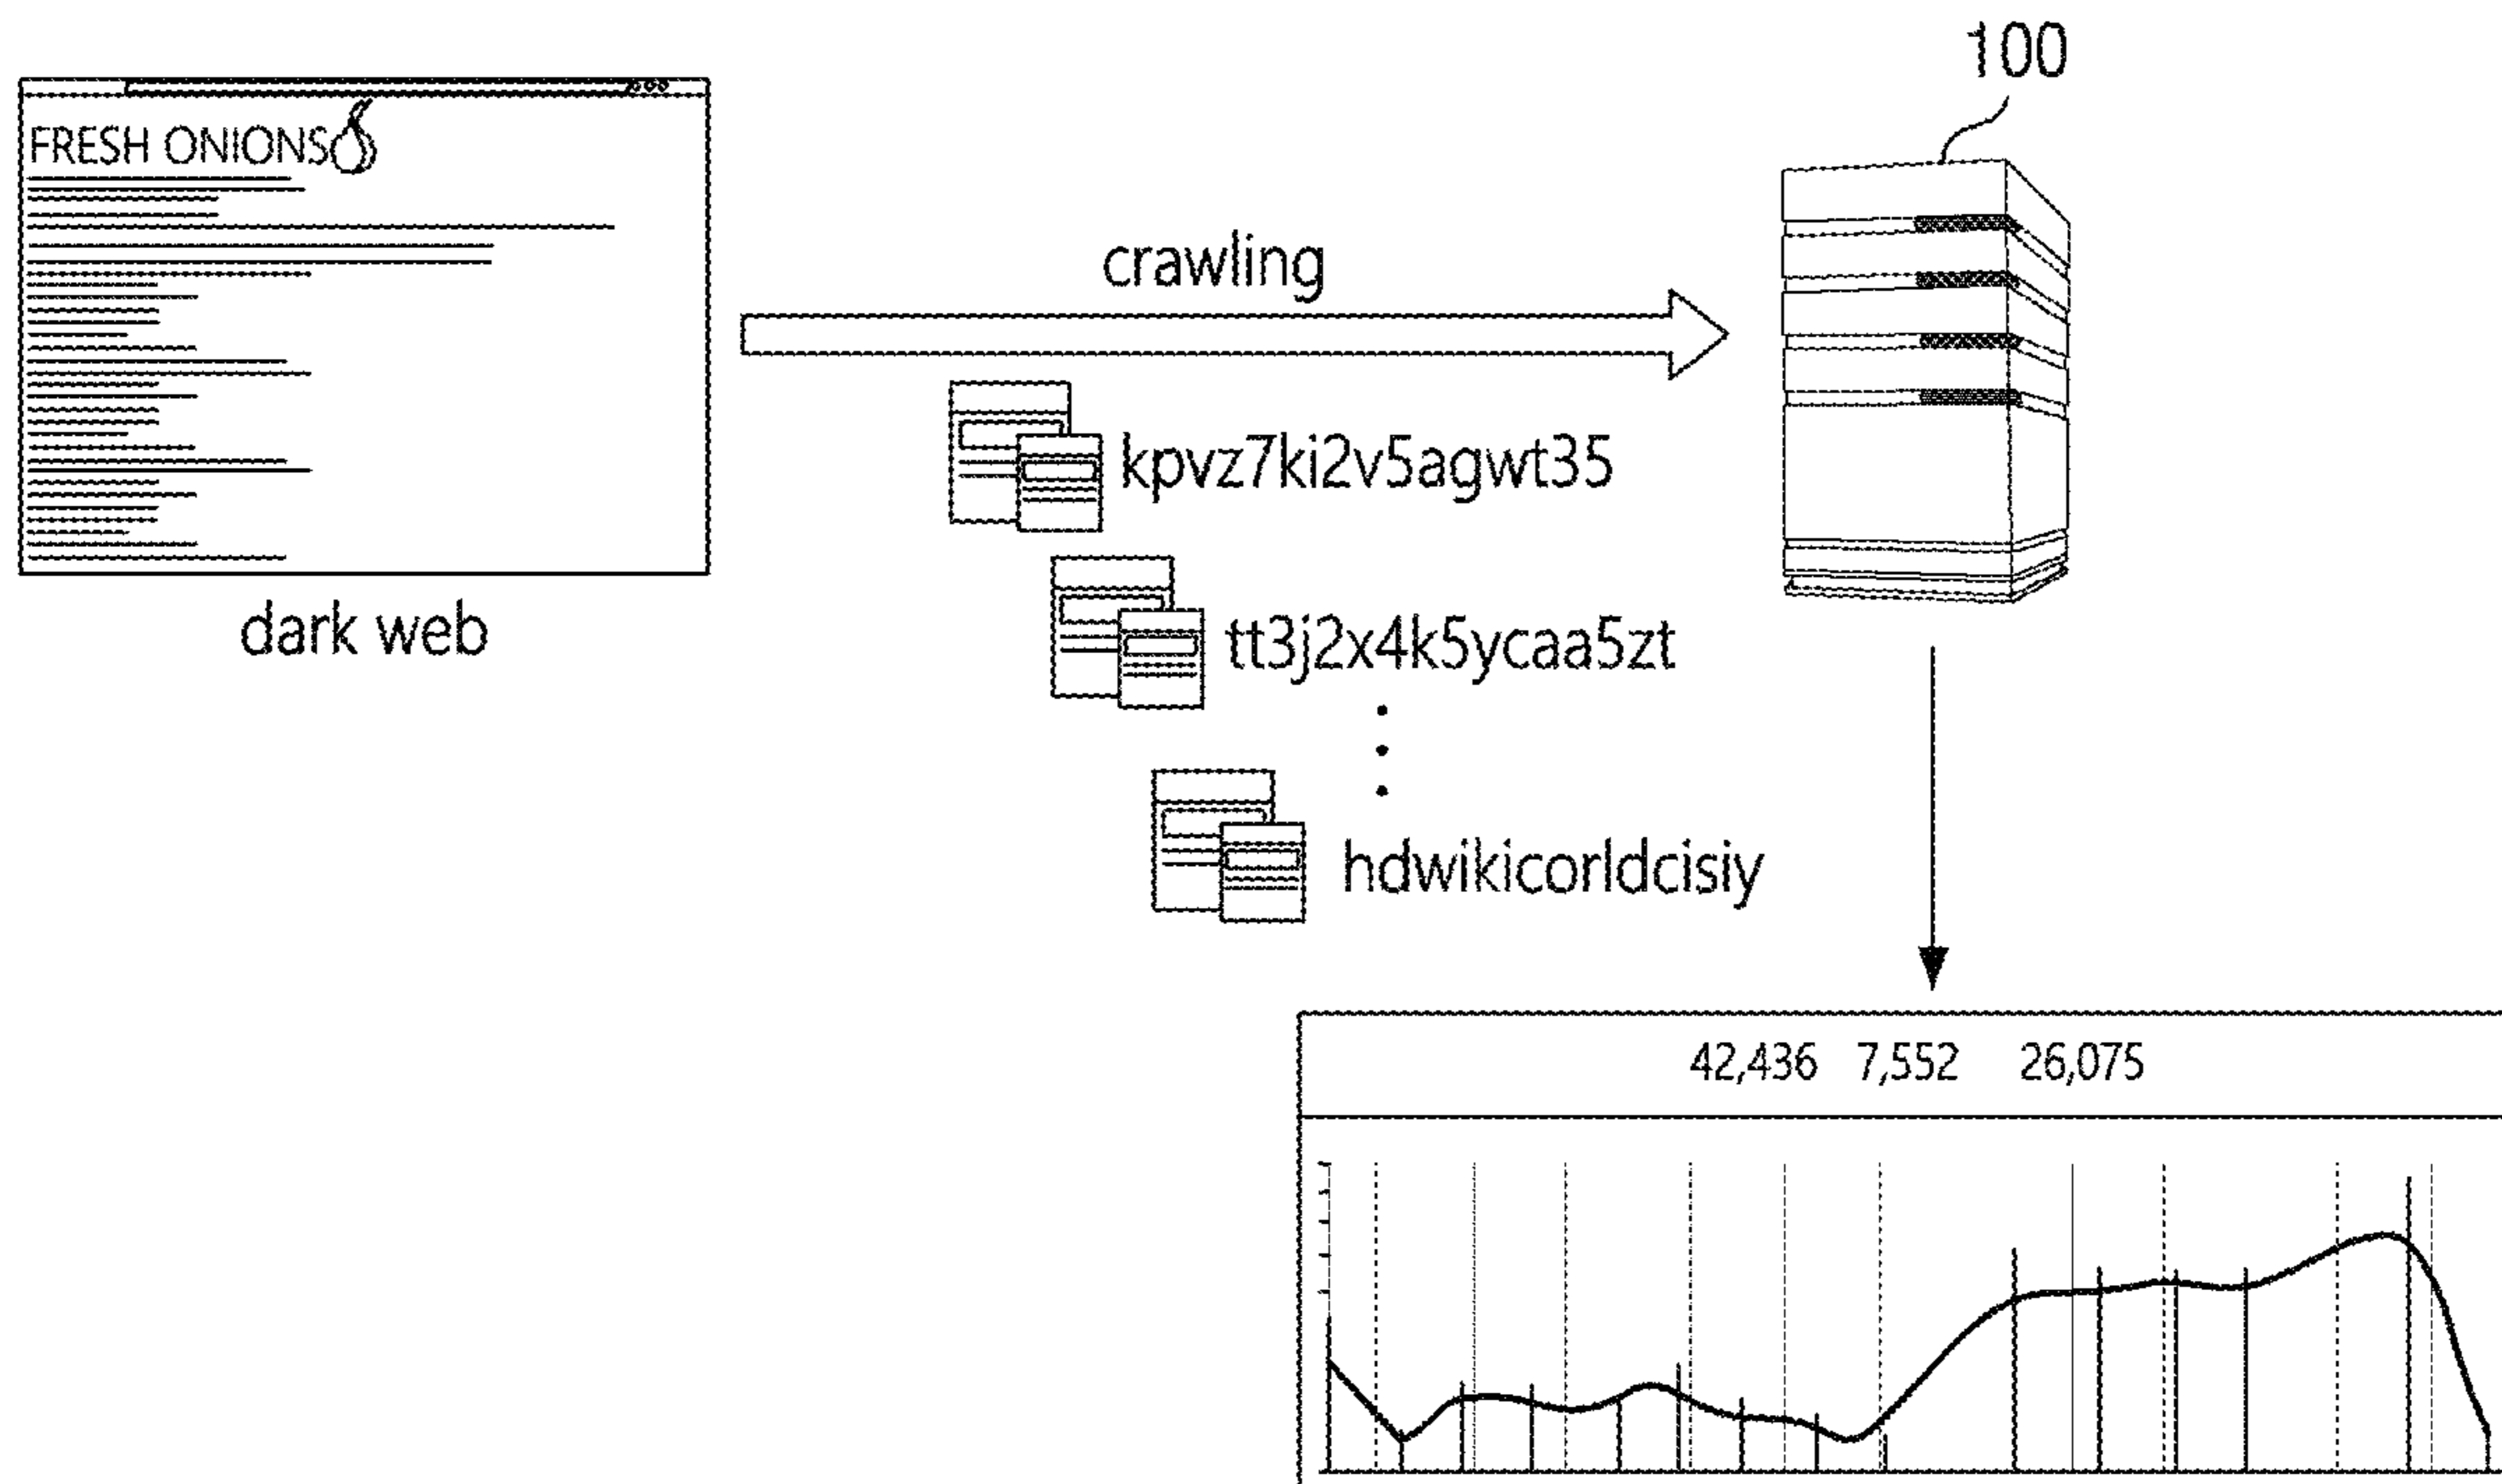 100
FRESH ONIONS
crawling
kpvz7ki2v5agwt35
dark web
tt3j2x4k5ycaa5zt
hdwikicorldcisiy
42,436 7,552 26,075